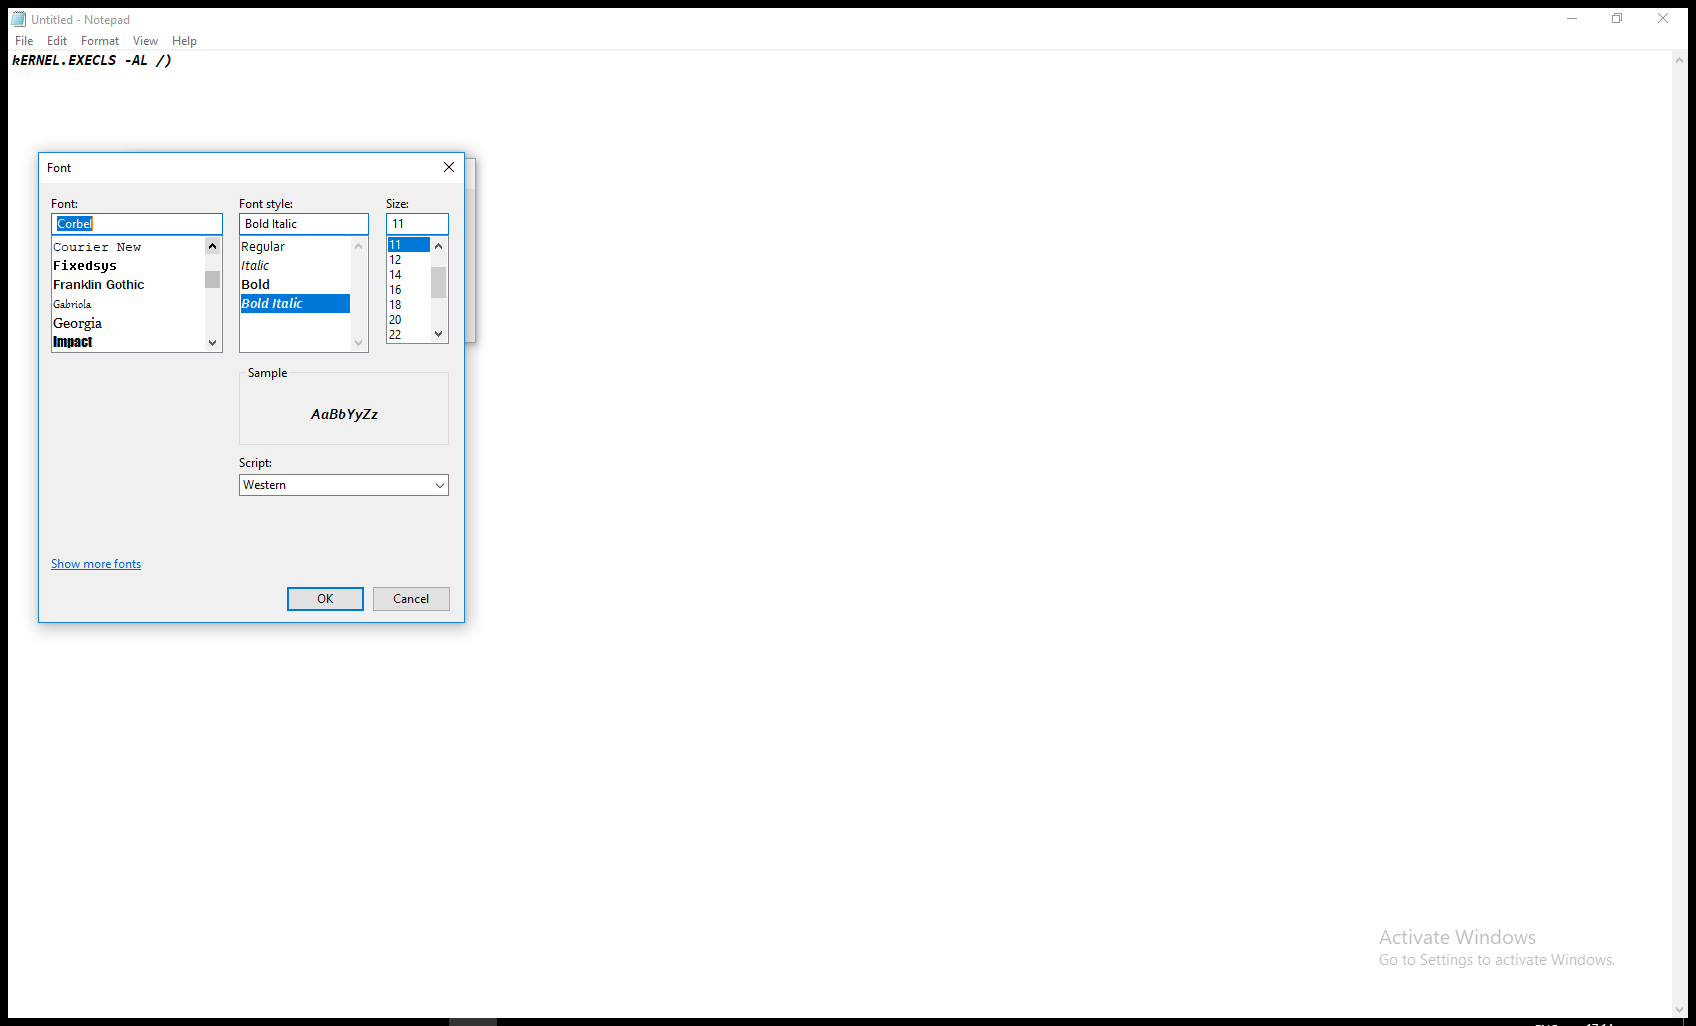 Untitled - Notepad
File Edit Format View Help
kERNEL.EXECLS -AL /)
Font
Font:
Corbel
Courier New
Fixedsys
Franklin Gothic
Gabriola
Georgia
Impact
Font style:
Bold Italic
Regular
Italic
Bold
Bold Italic
Size:
11
11
12
14
16
18
20
22
Sample
AaBbYyZz
Script:
Western
Show more fonts
OK
Cancel
Activate Windows
Go to Settings to activate Windows.